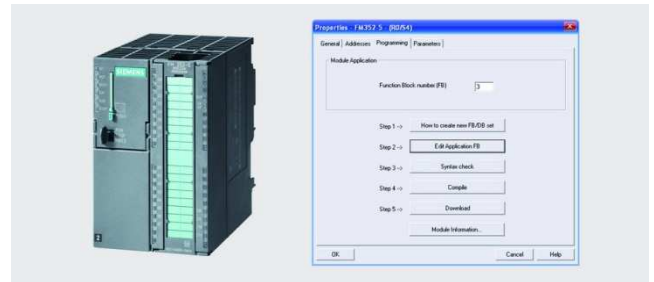 SIEMENS
Properties - FM352-5 - (R0/S4)
General Addresses Programming Parameters
Module Application
Function Block number (FB) 3
Step 1 -> How to create new FB/DB set
Step 2 -> Edit Application FB
Step 3 -> Syntax check
Step 4 -> Compile
Step 5 -> Download
Module Information...
OK Cancel Help